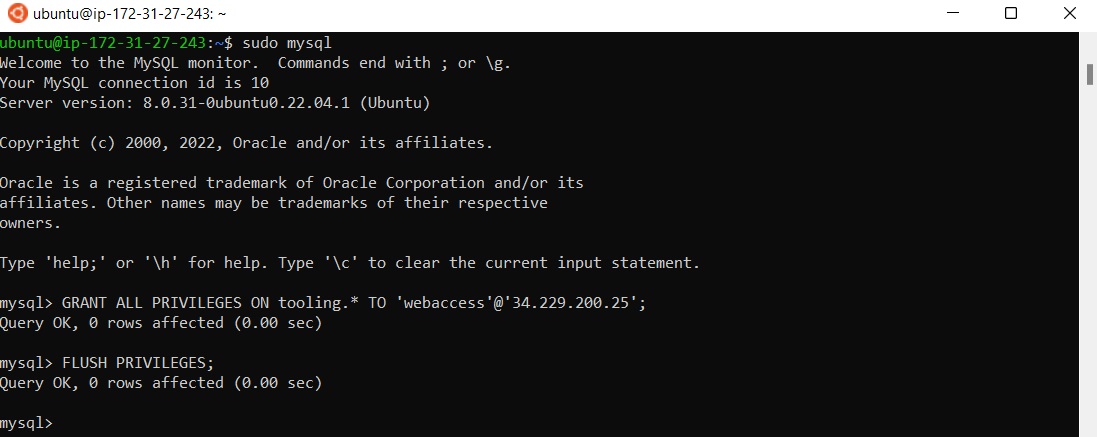 ubuntu@ip-172-31-27-243: ~
ubuntu@ip-172-31-27-243:~$ sudo mysql
Welcome to the MySQL monitor.  Commands end with ; or \g.
Your MySQL connection id is 10
Server version: 8.0.31-0ubuntu0.22.04.1 (Ubuntu)
Copyright (c) 2000, 2022, Oracle and/or its affiliates.
Oracle is a registered trademark of Oracle Corporation and/or its
affiliates. Other names may be trademarks of their respective
owners.
Type 'help;' or '\h' for help. Type '\c' to clear the current input statement.
mysql> GRANT ALL PRIVILEGES ON tooling.* TO 'webaccess'@'34.229.200.25';
Query OK, 0 rows affected (0.00 sec)
mysql> FLUSH PRIVILEGES;
Query OK, 0 rows affected (0.00 sec)
mysql>